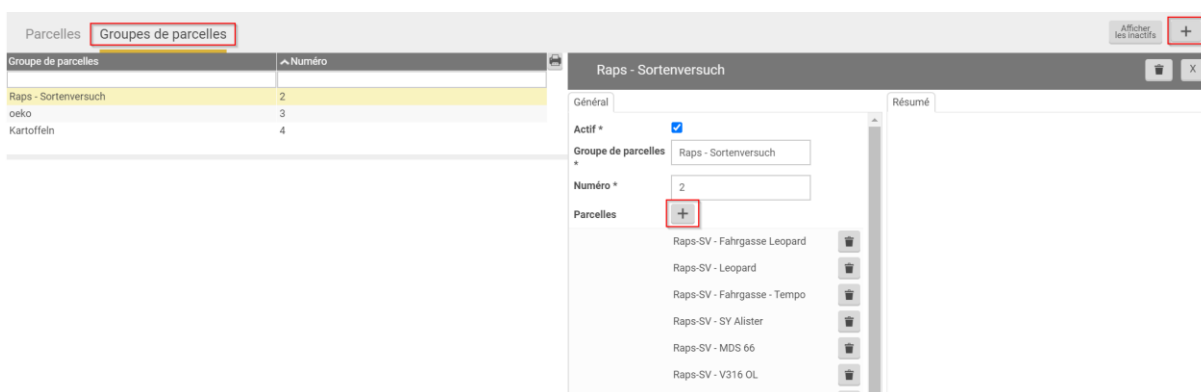 Parcelles Groupes de parcelles
Afficher
les inactifs
+
Groupe de parcelles Numéro
Raps - Sortenversuch 2
oeko 3
Kartoffeln 4
Raps - Sortenversuch X
Général Résumé
Actif *
Groupe de parcelles Raps - Sortenversuch
*
Numéro * 2
Parcelles +
Raps-SV - Fahrgasse Leopard
Raps-SV - Leopard
Raps-SV - Fahrgasse - Tempo
Raps-SV - SY Alister
Raps-SV - MDS 66
Raps-SV - V316 OL